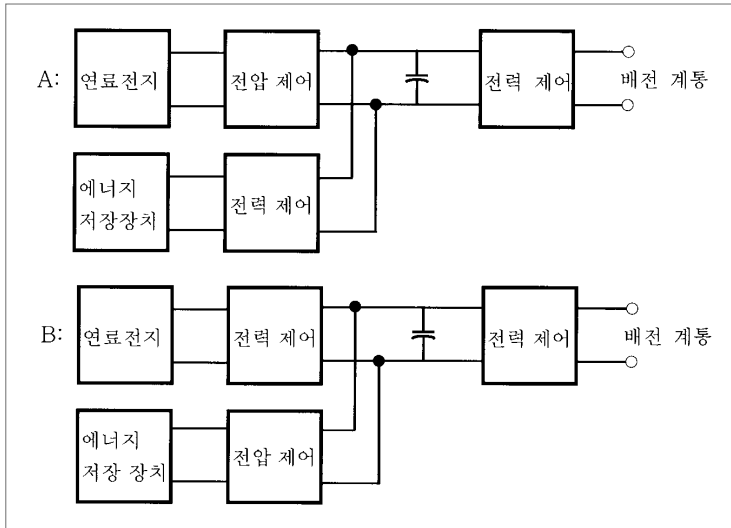 A:
연료전지
전압 제어
전력 제어
배전 계통
에너지
저장장치
전력 제어
B:
연료전지
전력 제어
전력 제어
배전 계통
에너지
저장 장치
전압 제어